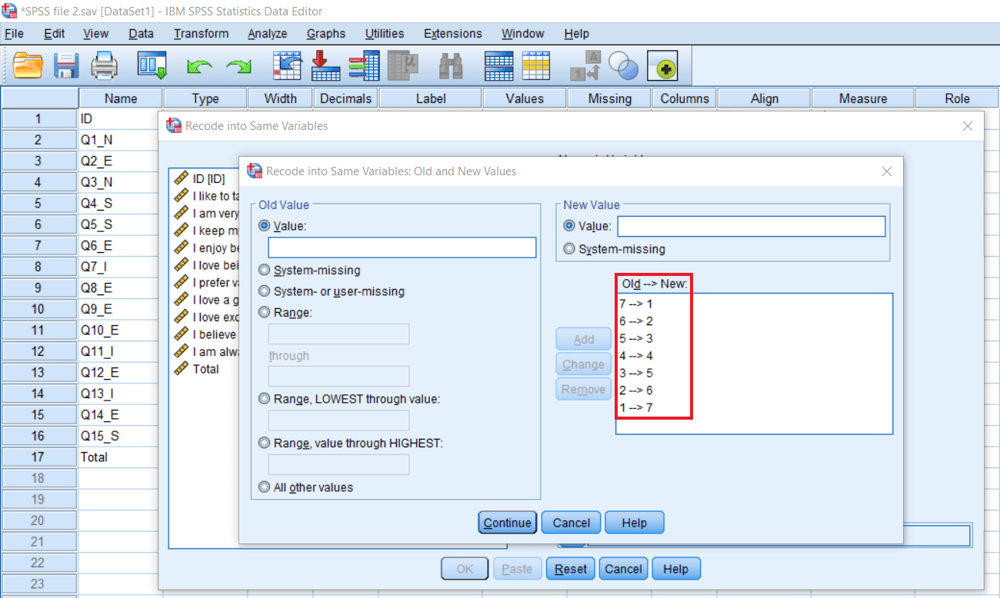 *SPSS file 2.sav [DataSet1] - IBM SPSS Statistics Data Editor
File Edit View Data Transform Analyze Graphs Utilities Extensions Window Help
Name Type Width Decimals Label Values Missing Columns Align Measure Role
1 ID
2 Q1_N
3 Q2_E
4 Q3_N
5 Q4_S
6 Q5_S
7 Q6_E
8 Q7_I
9 Q8_E
10 Q9_E
11 Q10_E
12 Q11_I
13 Q12_E
14 Q13_I
15 Q14_E
16 Q15_S
17 Total
18
19
20
21
22
23
Recode into Same Variables
ID [ID]
I like to ta
I am very
I keep my
I enjoy be
I love bei
I prefer va
I love a g
I love exc
I believe
I am alwa
Total
Recode into Same Variables: Old and New Values
Old Value
Value:
System-missing
System- or user-missing
Range:
through
Range, LOWEST through value:
Range, value through HIGHEST:
All other values
New Value
Value:
System-missing
Old --> New:
7 --> 1
6 --> 2
5 --> 3
4 --> 4
3 --> 5
2 --> 6
1 --> 7
Add
Change
Remove
Continue Cancel Help
OK Paste Reset Cancel Help